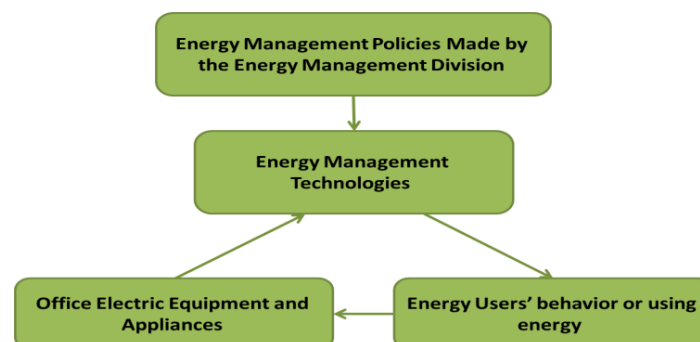 Energy Management Policies Made by
the Energy Management Division
Energy Management
Technologies
Office Electric Equipment and
Appliances
Energy Users’ behavior or using
energy